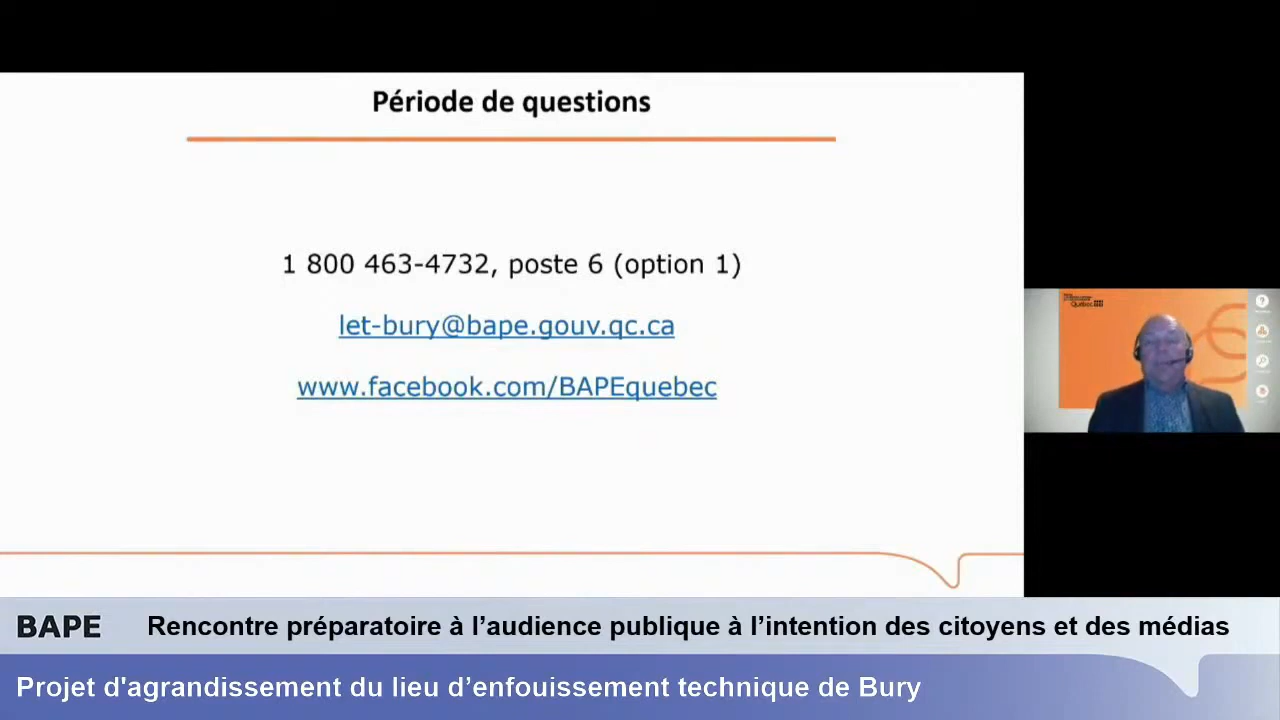 Période de questions
1 800 463-4732, poste 6 (option 1)
let-bury@bape.gouv.qc.ca
www.facebook.com/BAPEquebec
Québec
BAPE Rencontre préparatoire à l’audience publique à l’intention des citoyens et des médias
Projet d'agrandissement du lieu d’enfouissement technique de Bury